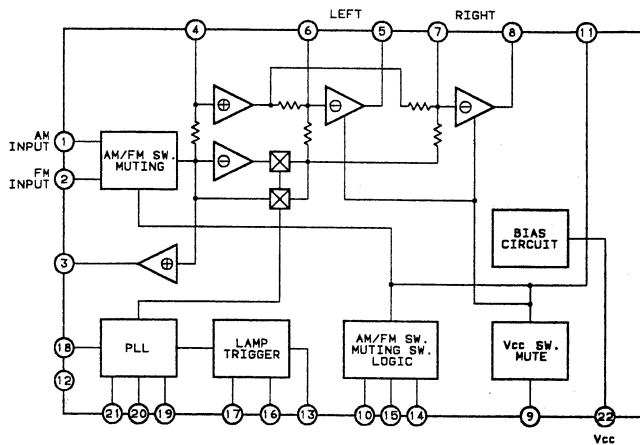 LEFT RIGHT
4 6 5 7 8 11
AM
INPUT 1
FM
INPUT 2
AM/FM SW.
MUTING
3
BIAS
CIRCUIT
18
PLL
LAMP
TRIGGER
AM/FM SW.
MUTING SW.
LOGIC
Vcc SW.
MUTE
12
21 20 19 17 16 13 10 15 14 9 22
Vcc